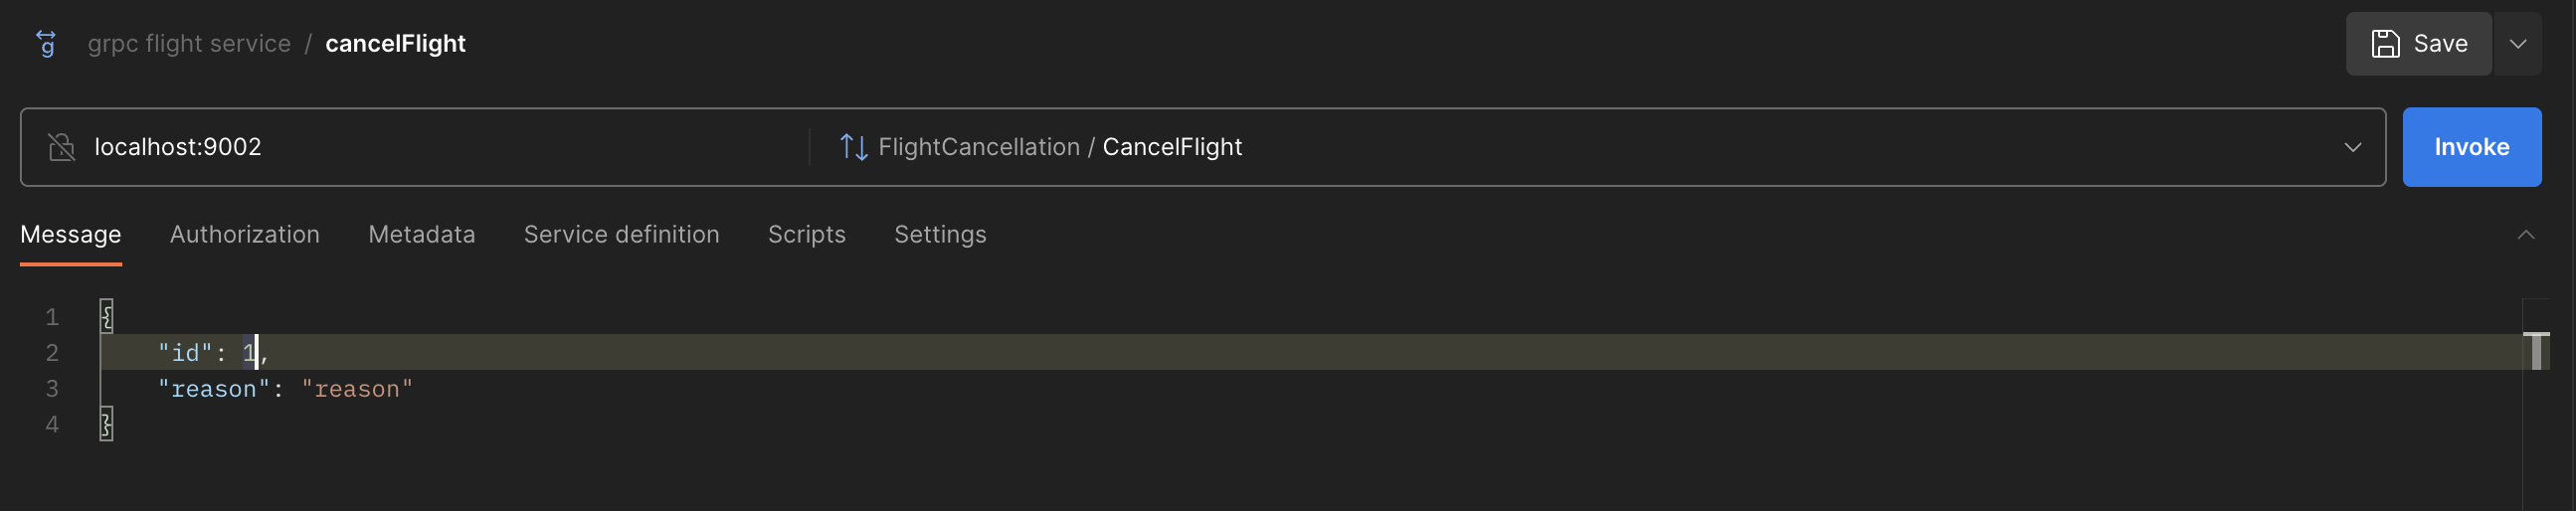 g grpc flight service / cancelFlight Save
localhost:9002 FlightCancellation / CancelFlight Invoke
Message Authorization Metadata Service definition Scripts Settings
1 {
2 "id": 1,
3 "reason": "reason"
4 }